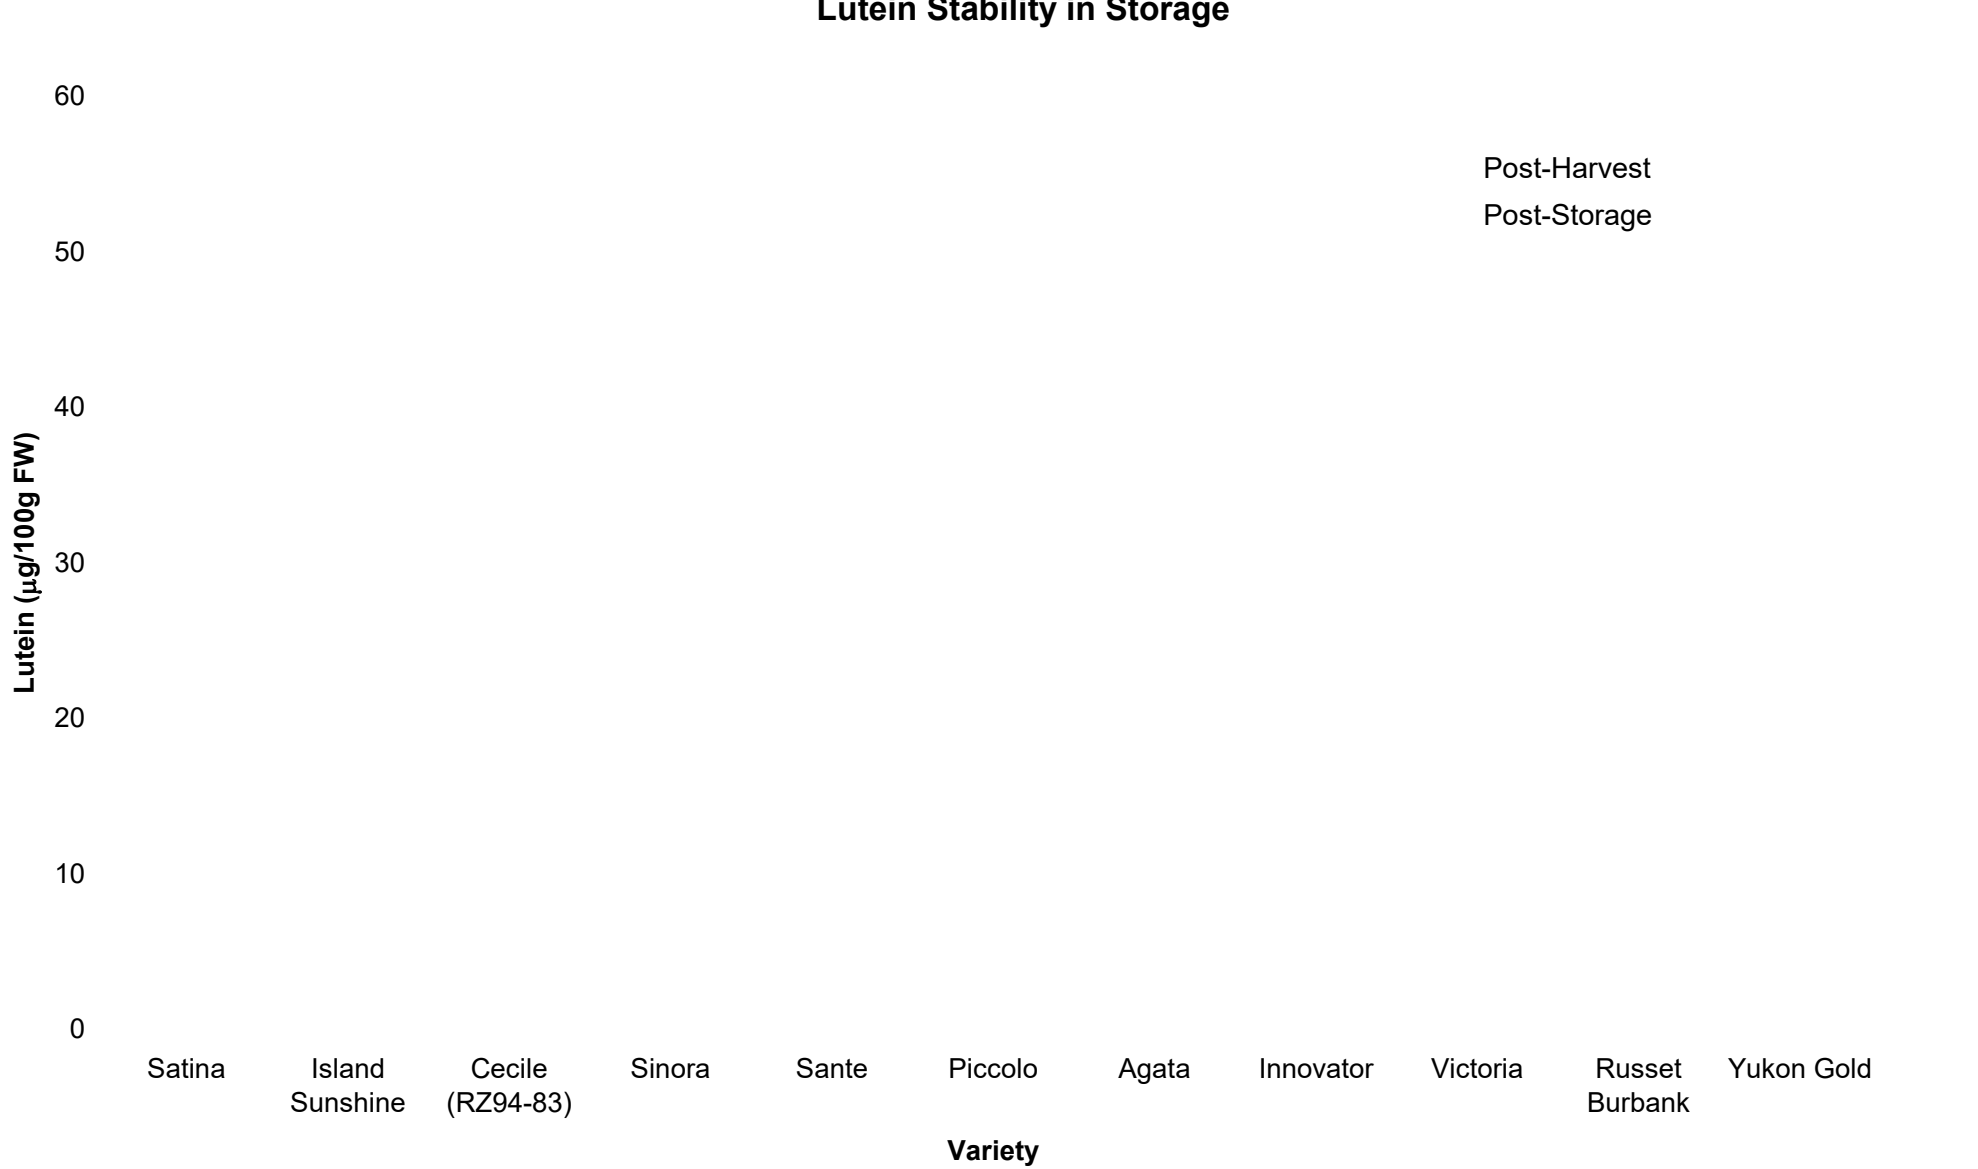 Lutein Stability in Storage
60
50
40
30
20
10
0
Lutein (μg/100g FW)
Post-Harvest
Post-Storage
Satina
Island
Sunshine
Cecile
(RZ94-83)
Sinora
Sante
Piccolo
Agata
Innovator
Victoria
Russet
Burbank
Yukon Gold
Variety